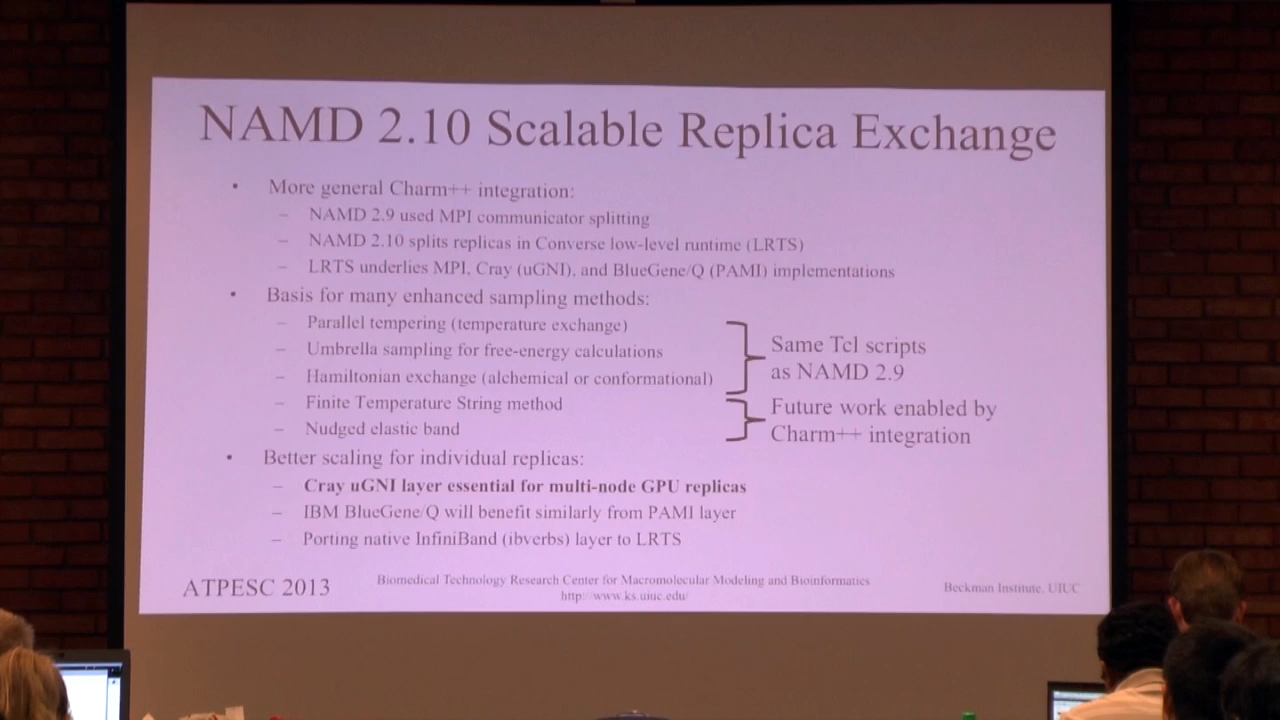 NAMD 2.10 Scalable Replica Exchange
• More general Charm++ integration:
– NAMD 2.9 used MPI communicator splitting
– NAMD 2.10 splits replicas in Converse low-level runtime (LRTS)
– LRTS underlies MPI, Cray (uGNI), and BlueGene/Q (PAMI) implementations
• Basis for many enhanced sampling methods:
– Parallel tempering (temperature exchange)
– Umbrella sampling for free-energy calculations
– Hamiltonian exchange (alchemical or conformational)
Same Tcl scripts
as NAMD 2.9
– Finite Temperature String method
– Nudged elastic band
Future work enabled by
Charm++ integration
• Better scaling for individual replicas:
– Cray uGNI layer essential for multi-node GPU replicas
– IBM BlueGene/Q will benefit similarly from PAMI layer
– Porting native InfiniBand (ibverbs) layer to LRTS
ATPESC 2013
Biomedical Technology Research Center for Macromolecular Modeling and Bioinformatics
http://www.ks.uiuc.edu/
Beckman Institute, UIUC